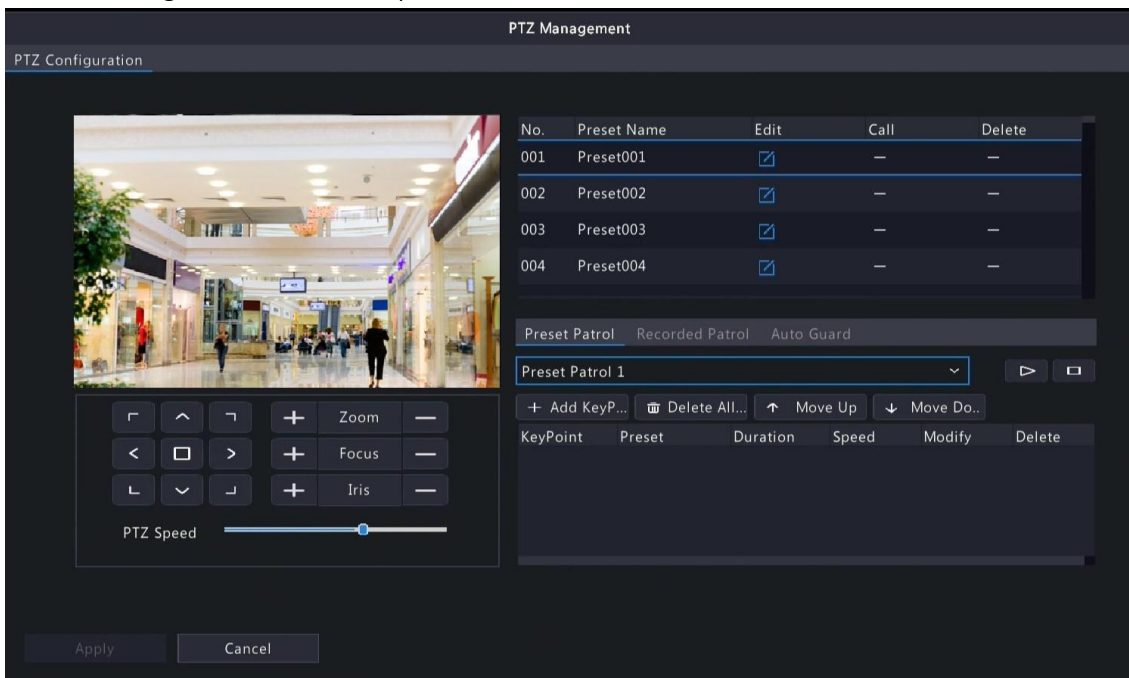 PTZ Management
PTZ Configuration
No. Preset Name Edit Call Delete
001 Preset001 — —
002 Preset002 — —
003 Preset003 — —
004 Preset004 — —
Preset Patrol Recorded Patrol Auto Guard
Preset Patrol 1
+ Add KeyP... Delete All... Move Up Move Do..
KeyPoint Preset Duration Speed Modify Delete
+ Zoom —
+ Focus —
+ Iris —
PTZ Speed
Apply Cancel